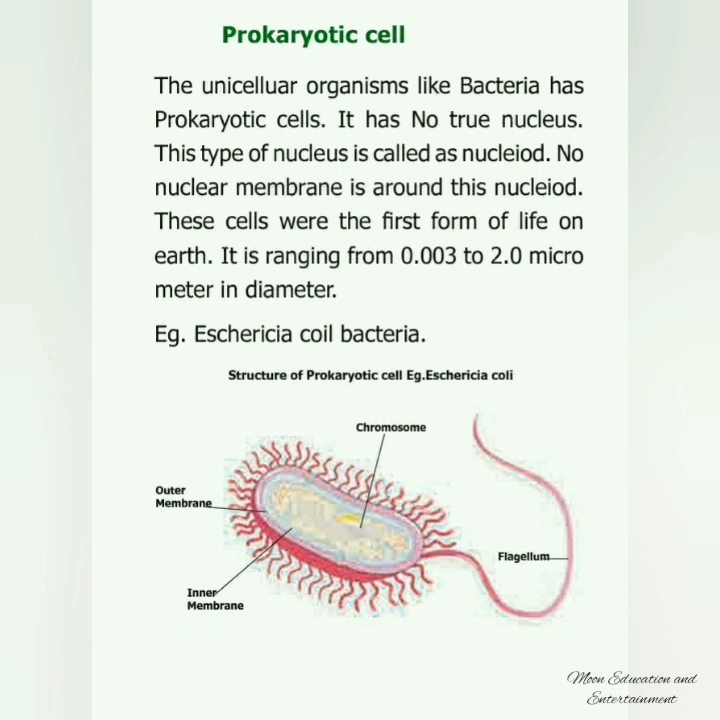 Prokaryotic cell
The unicelluar organisms like Bacteria has
Prokaryotic cells. It has No true nucleus.
This type of nucleus is called as nucleiod. No
nuclear membrane is around this nucleiod.
These cells were the first form of life on
earth. It is ranging from 0.003 to 2.0 micro
meter in diameter.
Eg. Eschericia coil bacteria.
Structure of Prokaryotic cell Eg.Eschericia coli
Chromosome
Outer
Membrane
Flagellum
Inner
Membrane
Moon Education and
Entertainment